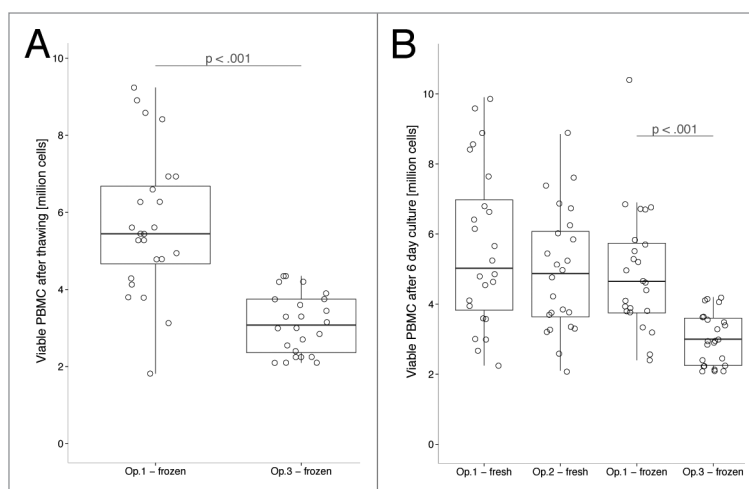 A
p < .001
10
8
6
4
2
0
Viable PBMC after thawing [million cells]
Op.1 – frozen
Op.3 – frozen
B
p < .001
10
8
6
4
2
0
Viable PBMC after 6 day culture [million cells]
Op.1 – fresh
Op.2 – fresh
Op.1 – frozen
Op.3 – frozen